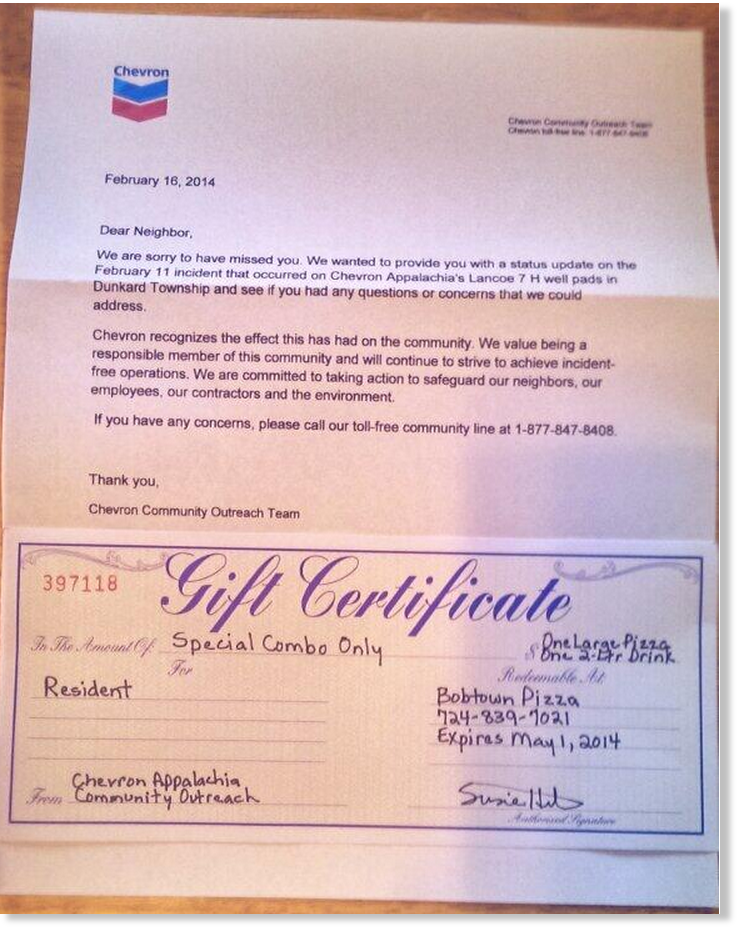 Chevron
Chevron Community Outreach Team
Chevron toll-free line 1-877-847-8408
February 16, 2014
Dear Neighbor,
We are sorry to have missed you. We wanted to provide you with a status update on the
February 11 incident that occurred on Chevron Appalachia's Lancoe 7 H well pads in
Dunkard Township and see if you had any questions or concerns that we could
address.
Chevron recognizes the effect this has had on the community. We value being a
responsible member of this community and will continue to strive to achieve incident-
free operations. We are committed to taking action to safeguard our neighbors, our
employees, our contractors and the environment.
If you have any concerns, please call our toll-free community line at 1-877-847-8408.
Thank you,
Chevron Community Outreach Team
397118
Gift Certificate
In The Amount Of: Special Combo Only $ One Large Pizza
One 2-Ltr Drink
For
Resident
Redeemable At:
Bobtown Pizza
724-839-7021
Expires May 1, 2014
Chevron Appalachia
From Community Outreach
Susie
Authorized Signature